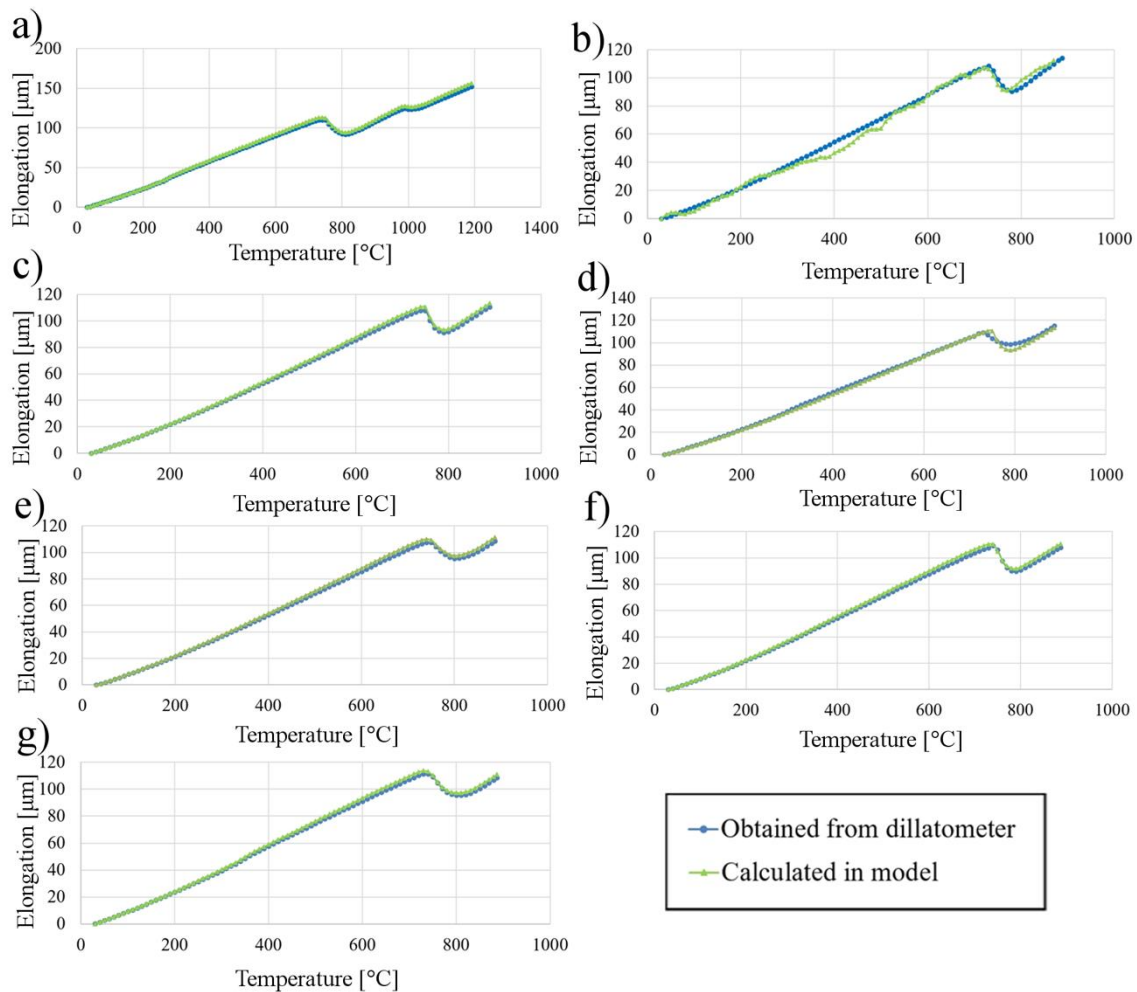 a)
200
150
100
50
0
Elongation [µm]
0 200 400 600 800 1000 1200 1400
Temperature [°C]
b)
120
100
80
60
40
20
0
Elongation [µm]
0 200 400 600 800 1000
Temperature [°C]
c)
120
100
80
60
40
20
0
Elongation [µm]
0 200 400 600 800 1000
Temperature [°C]
d)
140
120
100
80
60
40
20
0
Elongation [µm]
0 200 400 600 800 1000
Temperature [°C]
e)
120
100
80
60
40
20
0
Elongation [µm]
0 200 400 600 800 1000
Temperature [°C]
f)
120
100
80
60
40
20
0
Elongation [µm]
0 200 400 600 800 1000
Temperature [°C]
g)
120
100
80
60
40
20
0
Elongation [µm]
0 200 400 600 800 1000
Temperature [°C]
Obtained from dillatometer
Calculated in model